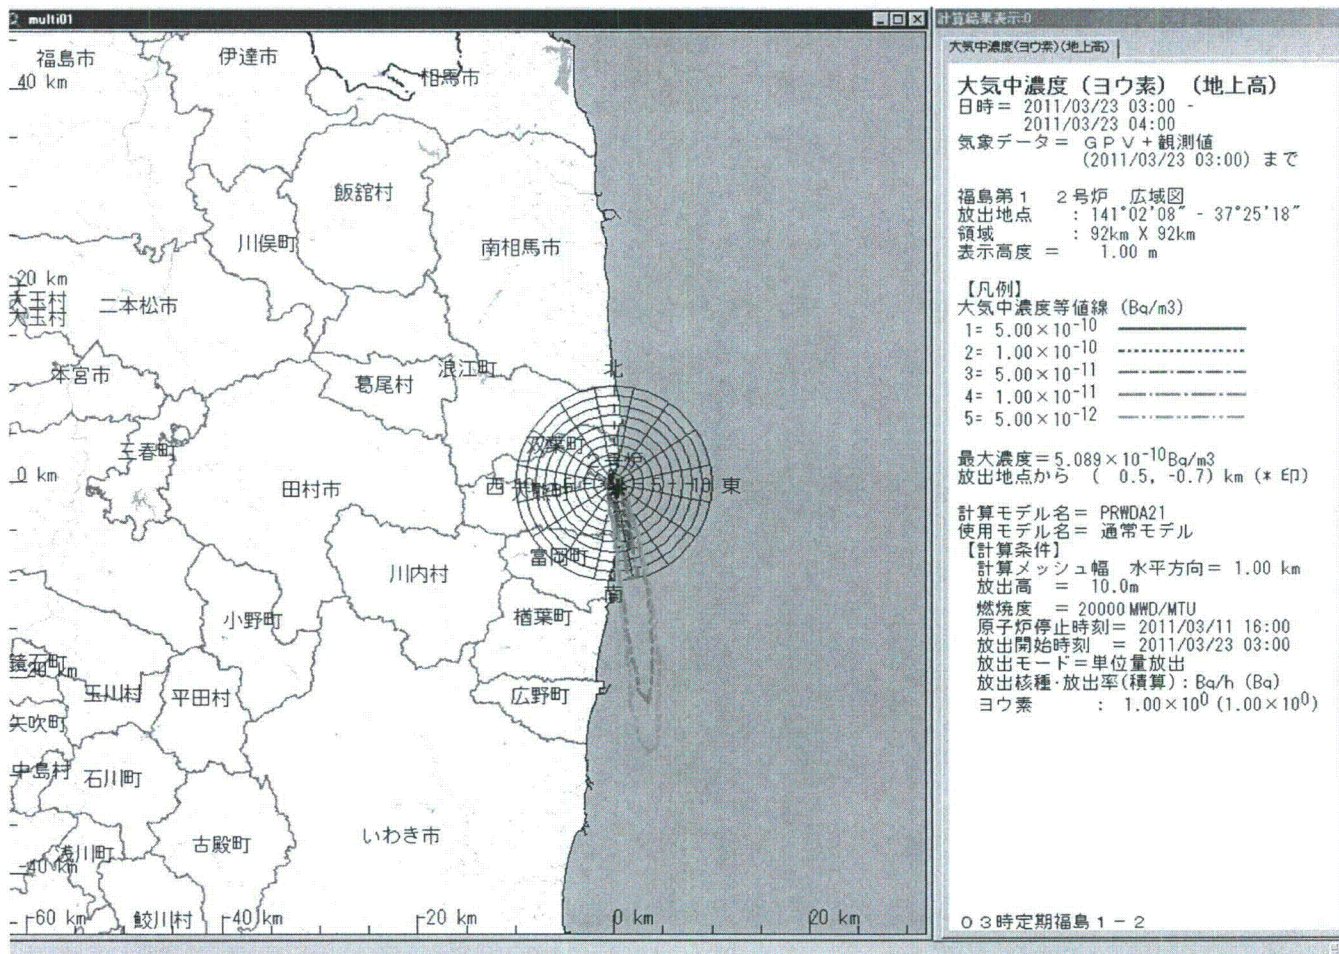 multi01
福島市
伊達市
相馬市
40 km
飯舘村
川俣町
南相馬市
20 km
大玉村
大玉村
二本松市
本宮市
葛尾村
浪江町
北
三春町
双葉町
0 km
田村市
西
東
富岡町
川内村
南
小野町
楢葉町
鏡石町
-20 km
玉川村
平田村
広野町
矢吹町
中島村
石川町
いわき市
古殿町
浅川町
-40 km
鮫川村
-60 km
-40 km
-20 km
0 km
20 km
計算結果表示:0
大気中濃度(ヨウ素)(地上高)
大気中濃度(ヨウ素) (地上高)
日時= 2011/03/23 03:00 -
2011/03/23 04:00
気象データ= GPV+観測値
(2011/03/23 03:00) まで
福島第1 2号炉 広域図
放出地点 : 141°02'08" - 37°25'18"
領域 : 92km X 92km
表示高度 = 1.00 m
【凡例】
大気中濃度等値線 (Bq/m3)
1= 5.00×10⁻¹⁰
2= 1.00×10⁻¹⁰
3= 5.00×10⁻¹¹
4= 1.00×10⁻¹¹
5= 5.00×10⁻¹²
最大濃度=5.089×10⁻¹⁰Bq/m3
放出地点から ( 0.5, -0.7) km (* 印)
計算モデル名= PRWDA21
使用モデル名= 通常モデル
【計算条件】
計算メッシュ幅 水平方向= 1.00 km
放出高 = 10.0m
燃焼度 = 20000MWD/MTU
原子炉停止時刻= 2011/03/11 16:00
放出開始時刻 = 2011/03/23 03:00
放出モード=単位量放出
放出核種・放出率(積算):Bq/h (Bq)
ヨウ素 : 1.00×10⁰ (1.00×10⁰)
03時定期福島1-2